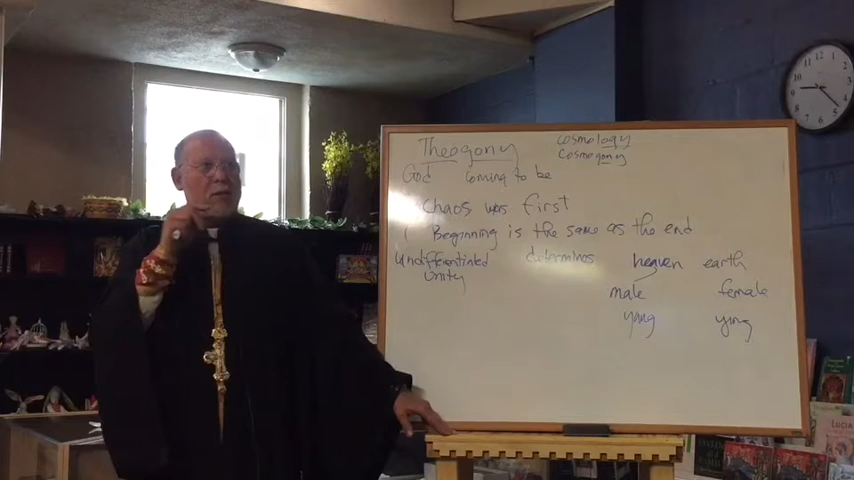 Theogony
cosmology
cosmogony
God coming to be
Chaos was first
Beginning is the same as the end
Undifferentiated heaven earth
Unity
male female
yang ying
LUCIA